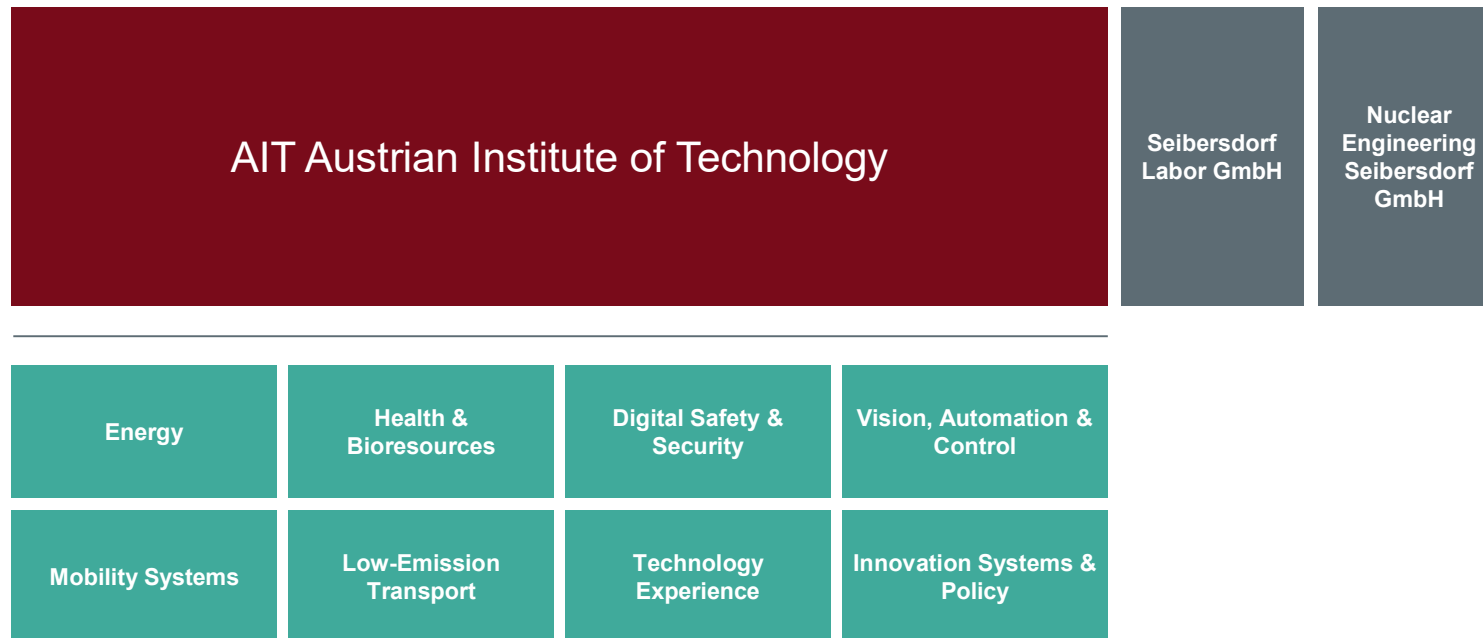 AIT Austrian Institute of Technology
Seibersdorf
Labor GmbH
Nuclear
Engineering
Seibersdorf
GmbH
Energy
Health &
Bioresources
Digital Safety &
Security
Vision, Automation &
Control
Mobility Systems
Low-Emission
Transport
Technology
Experience
Innovation Systems &
Policy